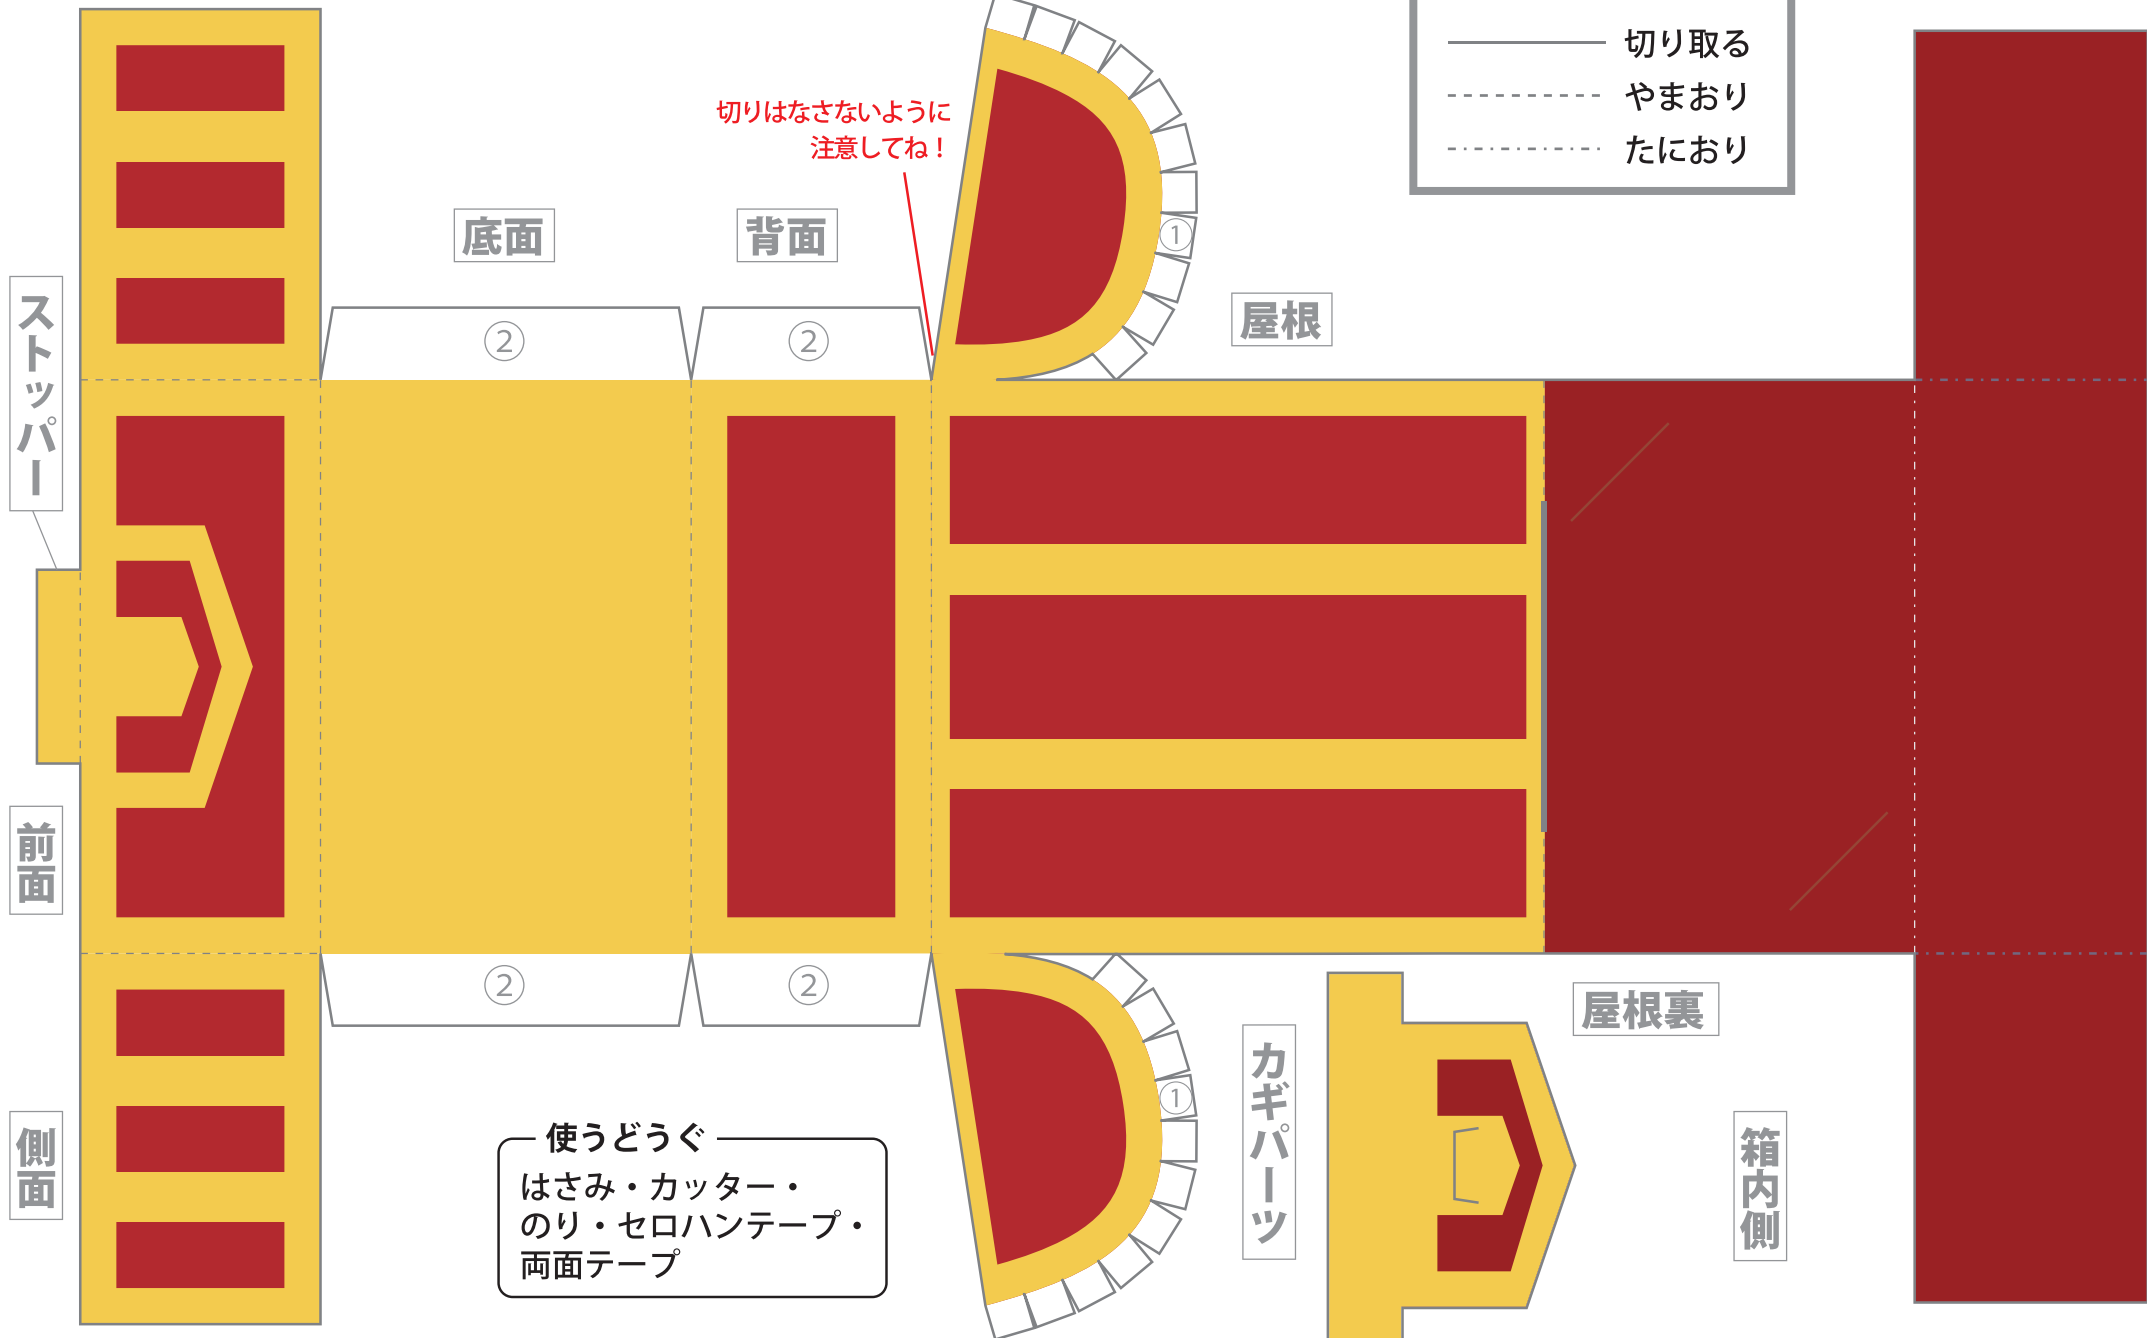 切り取る
やまおり
たにおり
切りはなさないように
注意してね！
底面
背面
①
屋根
ストッパー
②
②
前面
②
②
屋根裏
カギパーツ
①
箱内側
側面
使うどうぐ
はさみ・カッター・
のり・セロハンテープ・
両面テープ